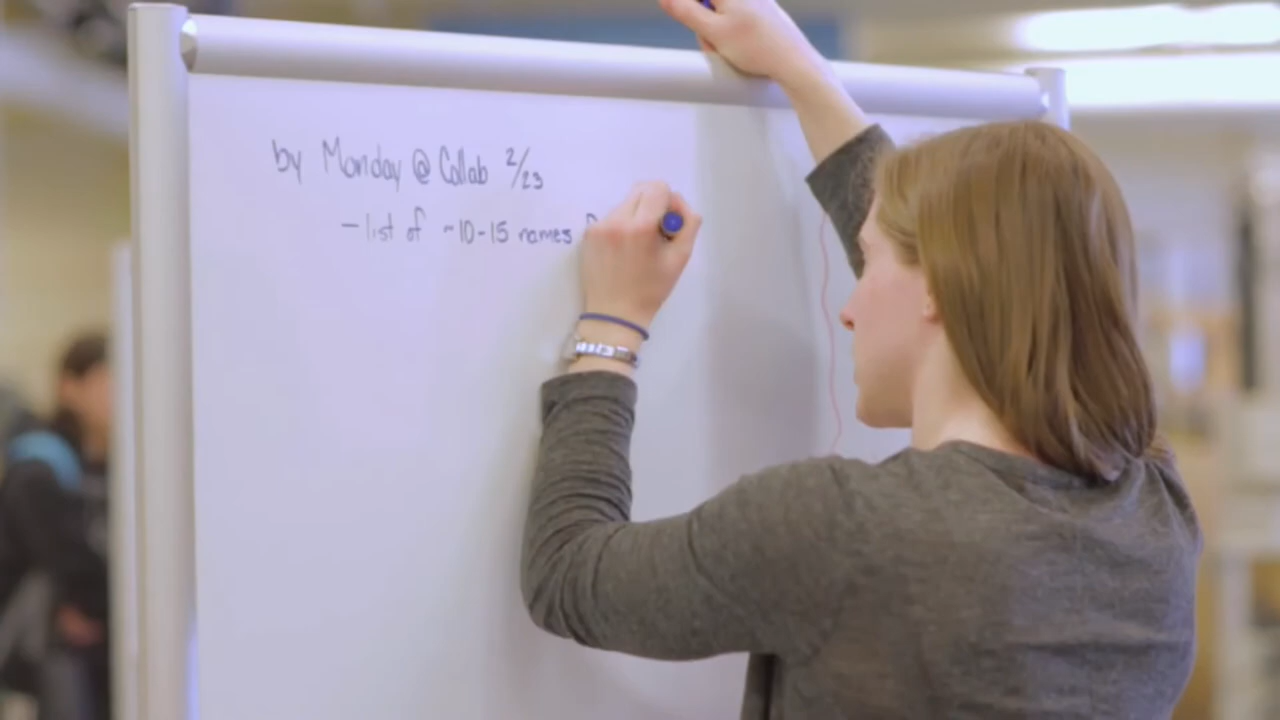 by Monday @ Collab 2/23
- list of ~10-15 names